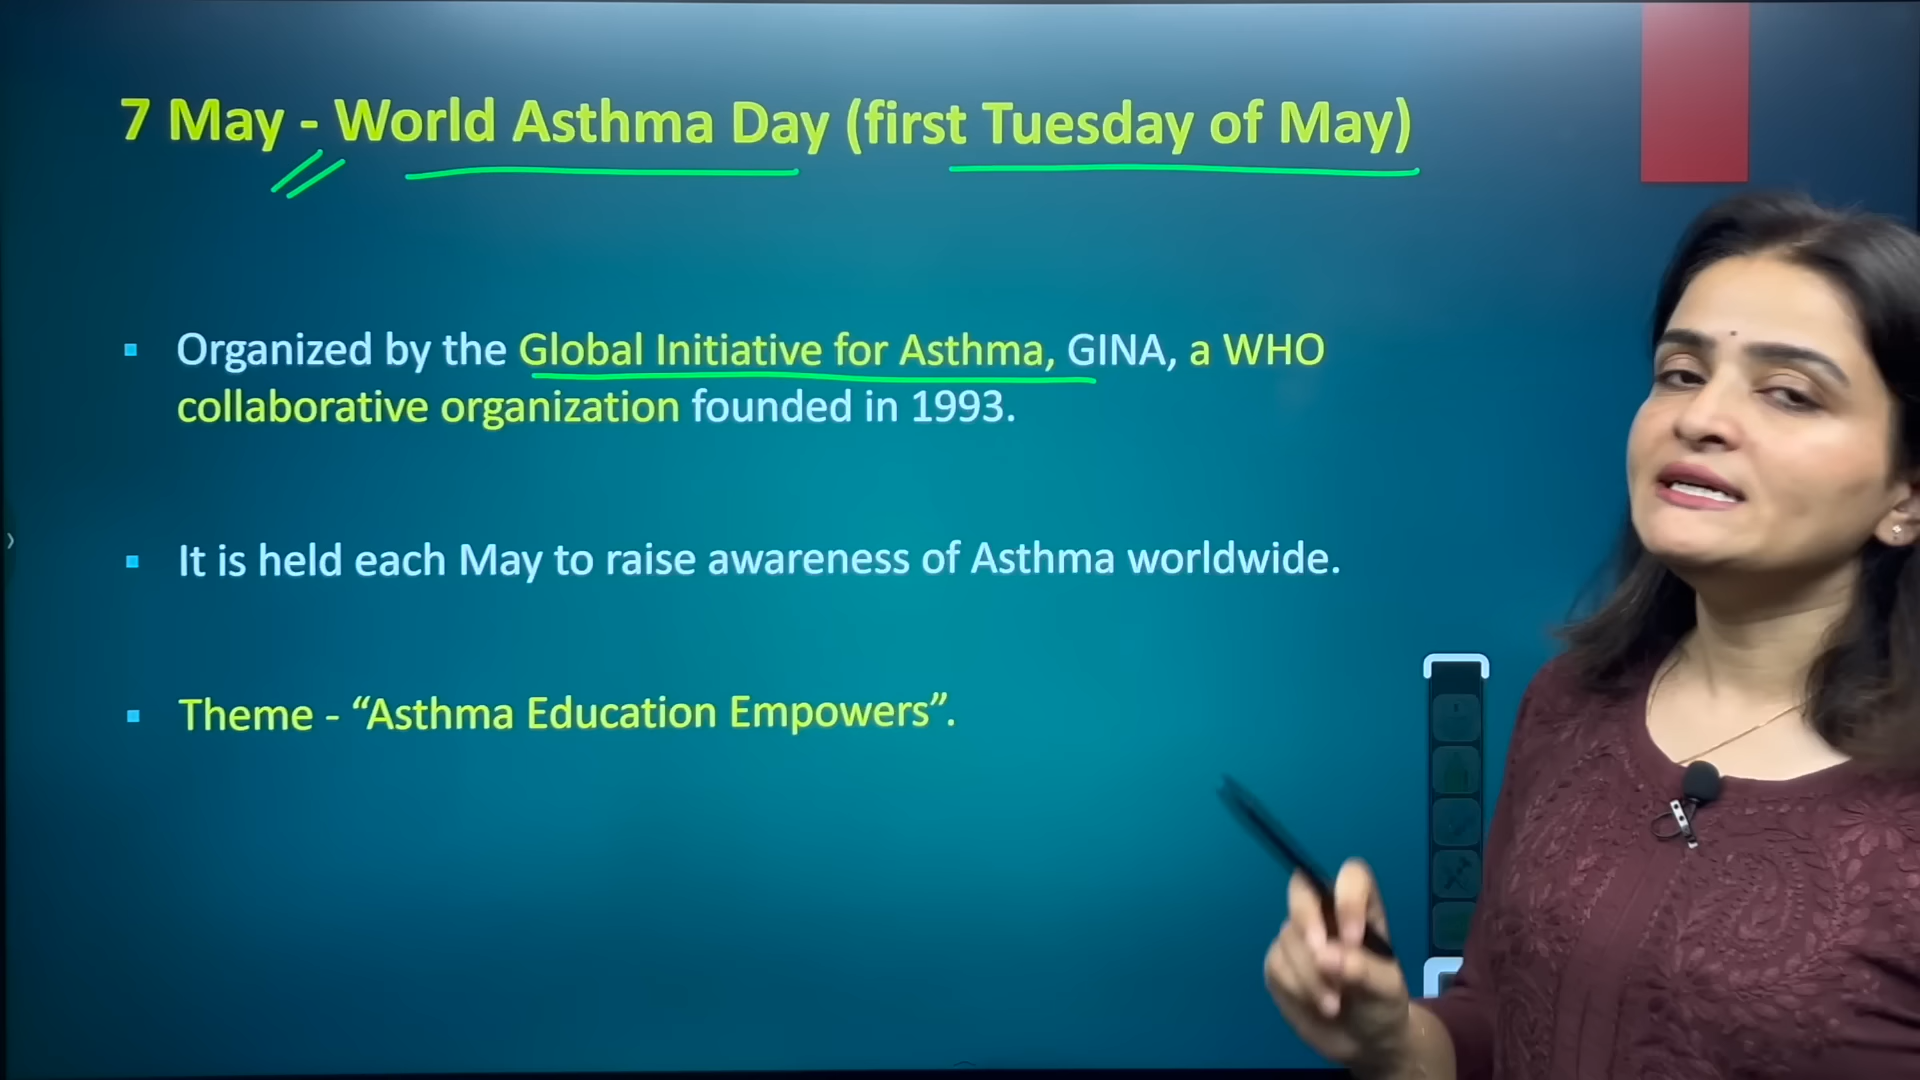 7 May - World Asthma Day (first Tuesday of May)
Organized by the Global Initiative for Asthma, GINA, a WHO
collaborative organization founded in 1993.
It is held each May to raise awareness of Asthma worldwide.
Theme - “Asthma Education Empowers”.